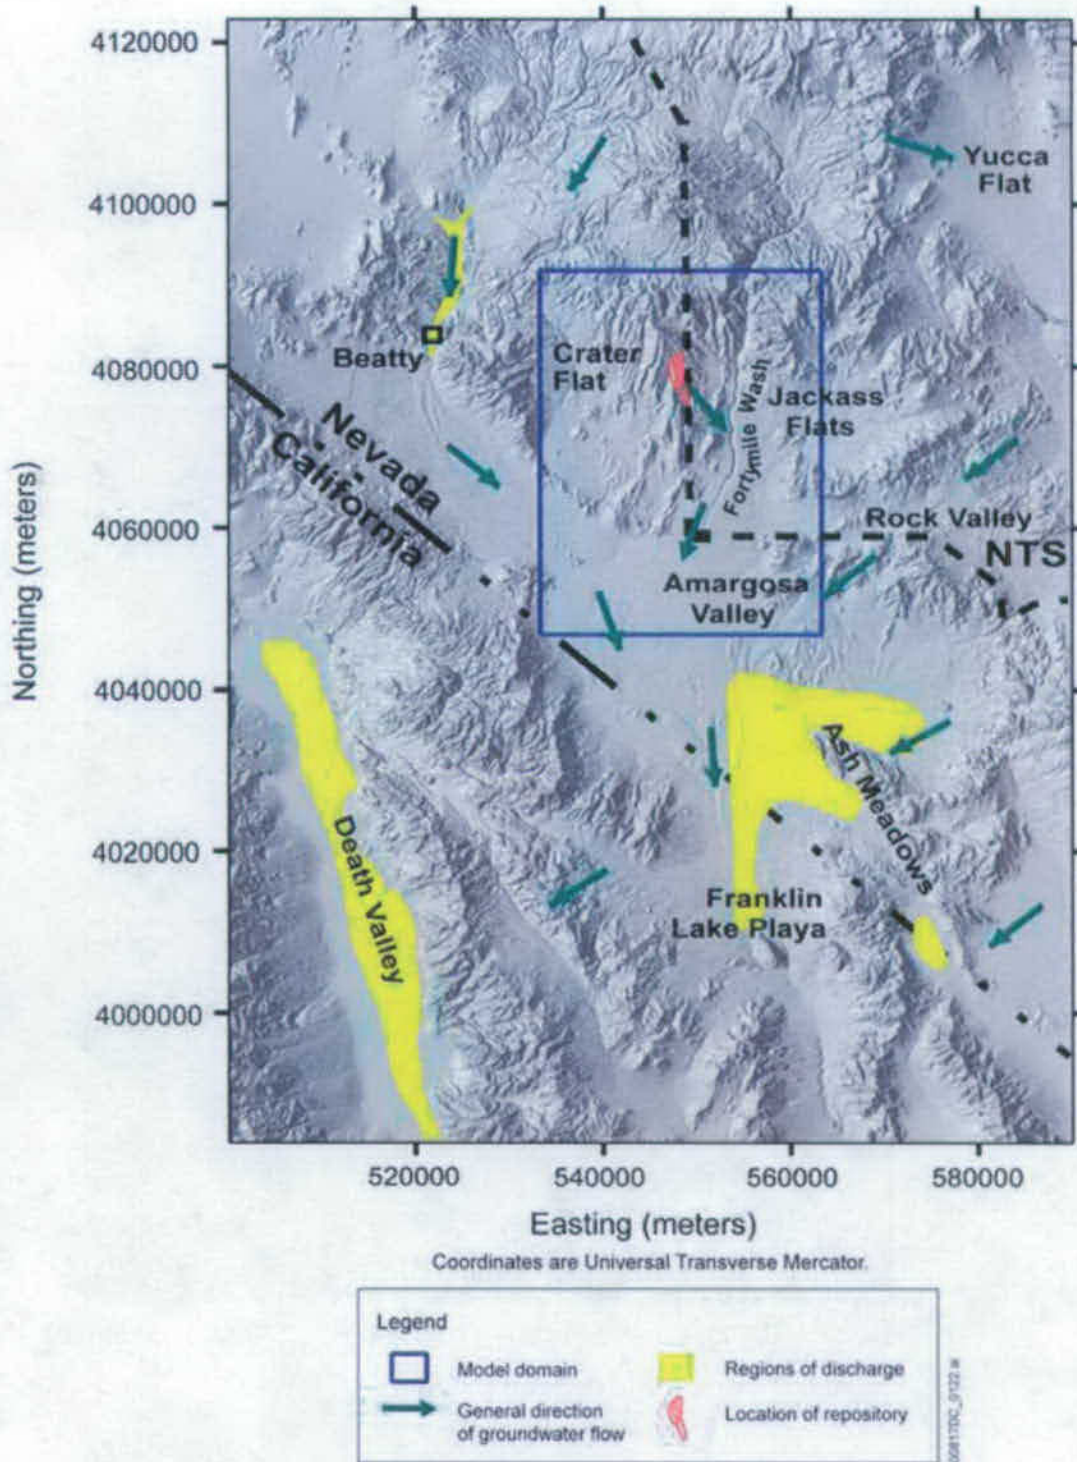 4120000
4100000
4080000
4060000
4040000
4020000
4000000
Northing (meters)
Yucca
Flat
Beatty
Crater
Flat
Fortymile Wash
Jackass
Flats
Nevada
California
Rock Valley
NTS
Amargosa
Valley
Ash Meadows
Death Valley
Franklin
Lake Playa
520000
540000
560000
580000
Easting (meters)
Coordinates are Universal Transverse Mercator.
Legend
Model domain
Regions of discharge
General direction
of groundwater flow
Location of repository